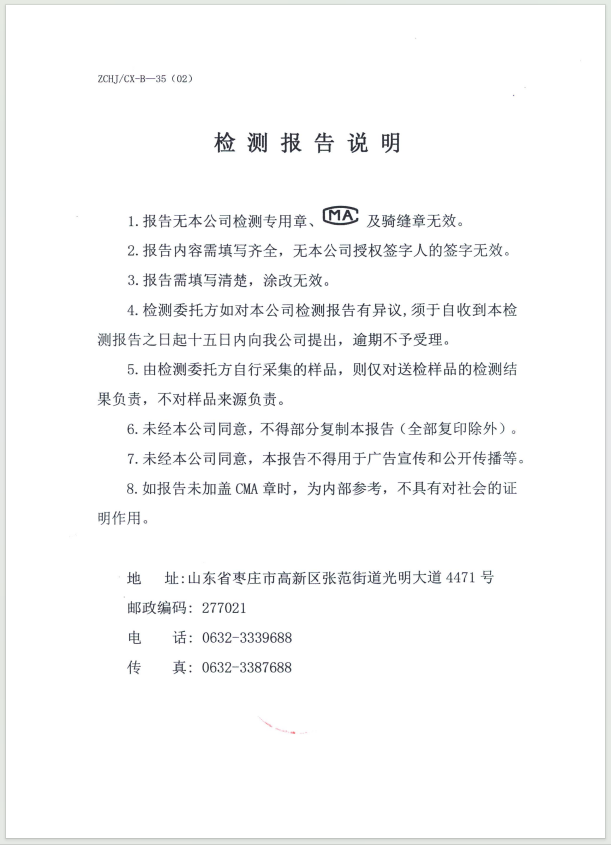 ZCHJ/CX-B—35（02）
检测报告说明
1. 报告无本公司检测专用章、MA 及骑缝章无效。
2. 报告内容需填写齐全，无本公司授权签字人的签字无效。
3. 报告需填写清楚，涂改无效。
4. 检测委托方如对本公司检测报告有异议, 须于自收到本检
测报告之日起十五日内向我公司提出，逾期不予受理。
5. 由检测委托方自行采集的样品，则仅对送检样品的检测结
果负责，不对样品来源负责。
6. 未经本公司同意，不得部分复制本报告（全部复印除外）。
7. 未经本公司同意，本报告不得用于广告宣传和公开传播等。
8. 如报告未加盖 CMA 章时，为内部参考，不具有对社会的证
明作用。
地 址:山东省枣庄市高新区张范街道光明大道 4471 号
邮政编码: 277021
电 话: 0632-3339688
传 真: 0632-3387688